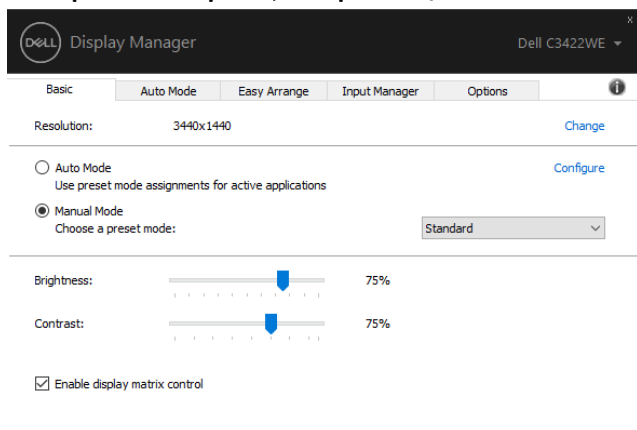 DELL Display Manager
Dell C3422WE
Basic Auto Mode Easy Arrange Input Manager Options
Resolution: 3440x1440 Change
Auto Mode Configure
Use preset mode assignments for active applications
Manual Mode
Choose a preset mode: Standard
Brightness: 75%
Contrast: 75%
Enable display matrix control